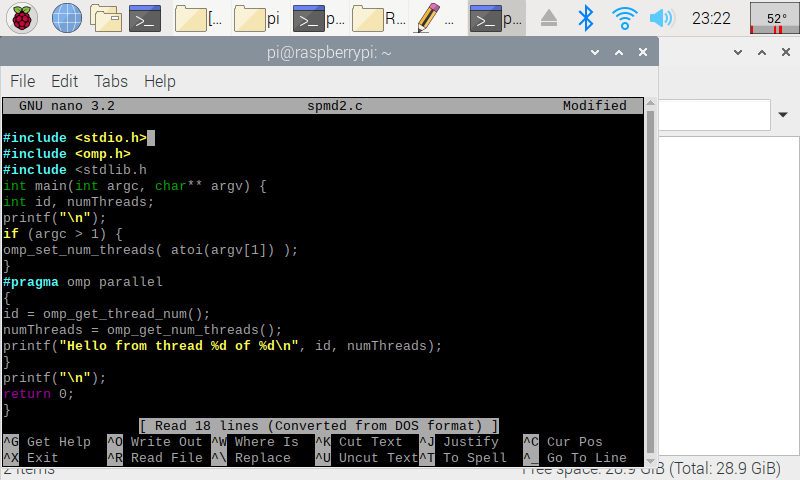 [...
pi
p...
R...
...
p...
23:22
52°
pi@raspberrypi: ~
File Edit Tabs Help
GNU nano 3.2 spmd2.c Modified
#include <stdio.h>
#include <omp.h>
#include <stdlib.h
int main(int argc, char** argv) {
int id, numThreads;
printf("\n");
if (argc > 1) {
omp_set_num_threads( atoi(argv[1]) );
}
#pragma omp parallel
{
id = omp_get_thread_num();
numThreads = omp_get_num_threads();
printf("Hello from thread %d of %d\n", id, numThreads);
}
printf("\n");
return 0;
}
[ Read 18 lines (Converted from DOS format) ]
^G Get Help ^O Write Out ^W Where Is ^K Cut Text ^J Justify ^C Cur Pos
^X Exit ^R Read File ^\ Replace ^U Uncut Text ^T To Spell ^_ Go To Line
2 items Free space: 28.9 GiB (Total: 28.9 GiB)